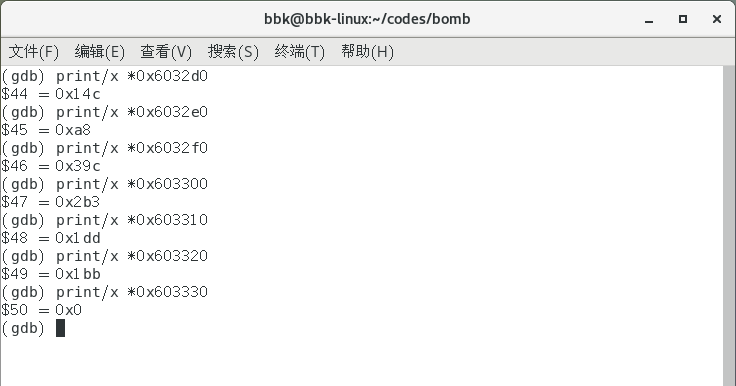 bbk@bbk-linux:~/codes/bomb
文件(F) 编辑(E) 查看(V) 搜索(S) 终端(T) 帮助(H)
(gdb) print/x *0x6032d0
$44 = 0x14c
(gdb) print/x *0x6032e0
$45 = 0xa8
(gdb) print/x *0x6032f0
$46 = 0x39c
(gdb) print/x *0x603300
$47 = 0x2b3
(gdb) print/x *0x603310
$48 = 0x1dd
(gdb) print/x *0x603320
$49 = 0x1bb
(gdb) print/x *0x603330
$50 = 0x0
(gdb)